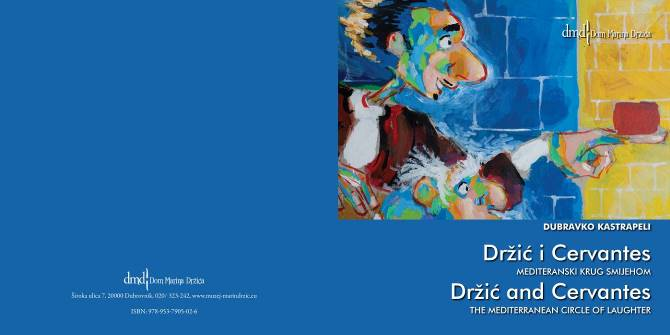 dmd Dom Marina Držića
Široka ulica 7, 20000 Dubrovnik, 020/ 323-242, www.muzej-marindrzic.eu
ISBN: 978-953-7905-02-6
dmd Dom Marina Držića
DUBRAVKO KASTRAPELI
Držić i Cervantes
MEDITERANSKI KRUG SMIJEHOM
Držić and Cervantes
THE MEDITERRANEAN CIRCLE OF LAUGHTER